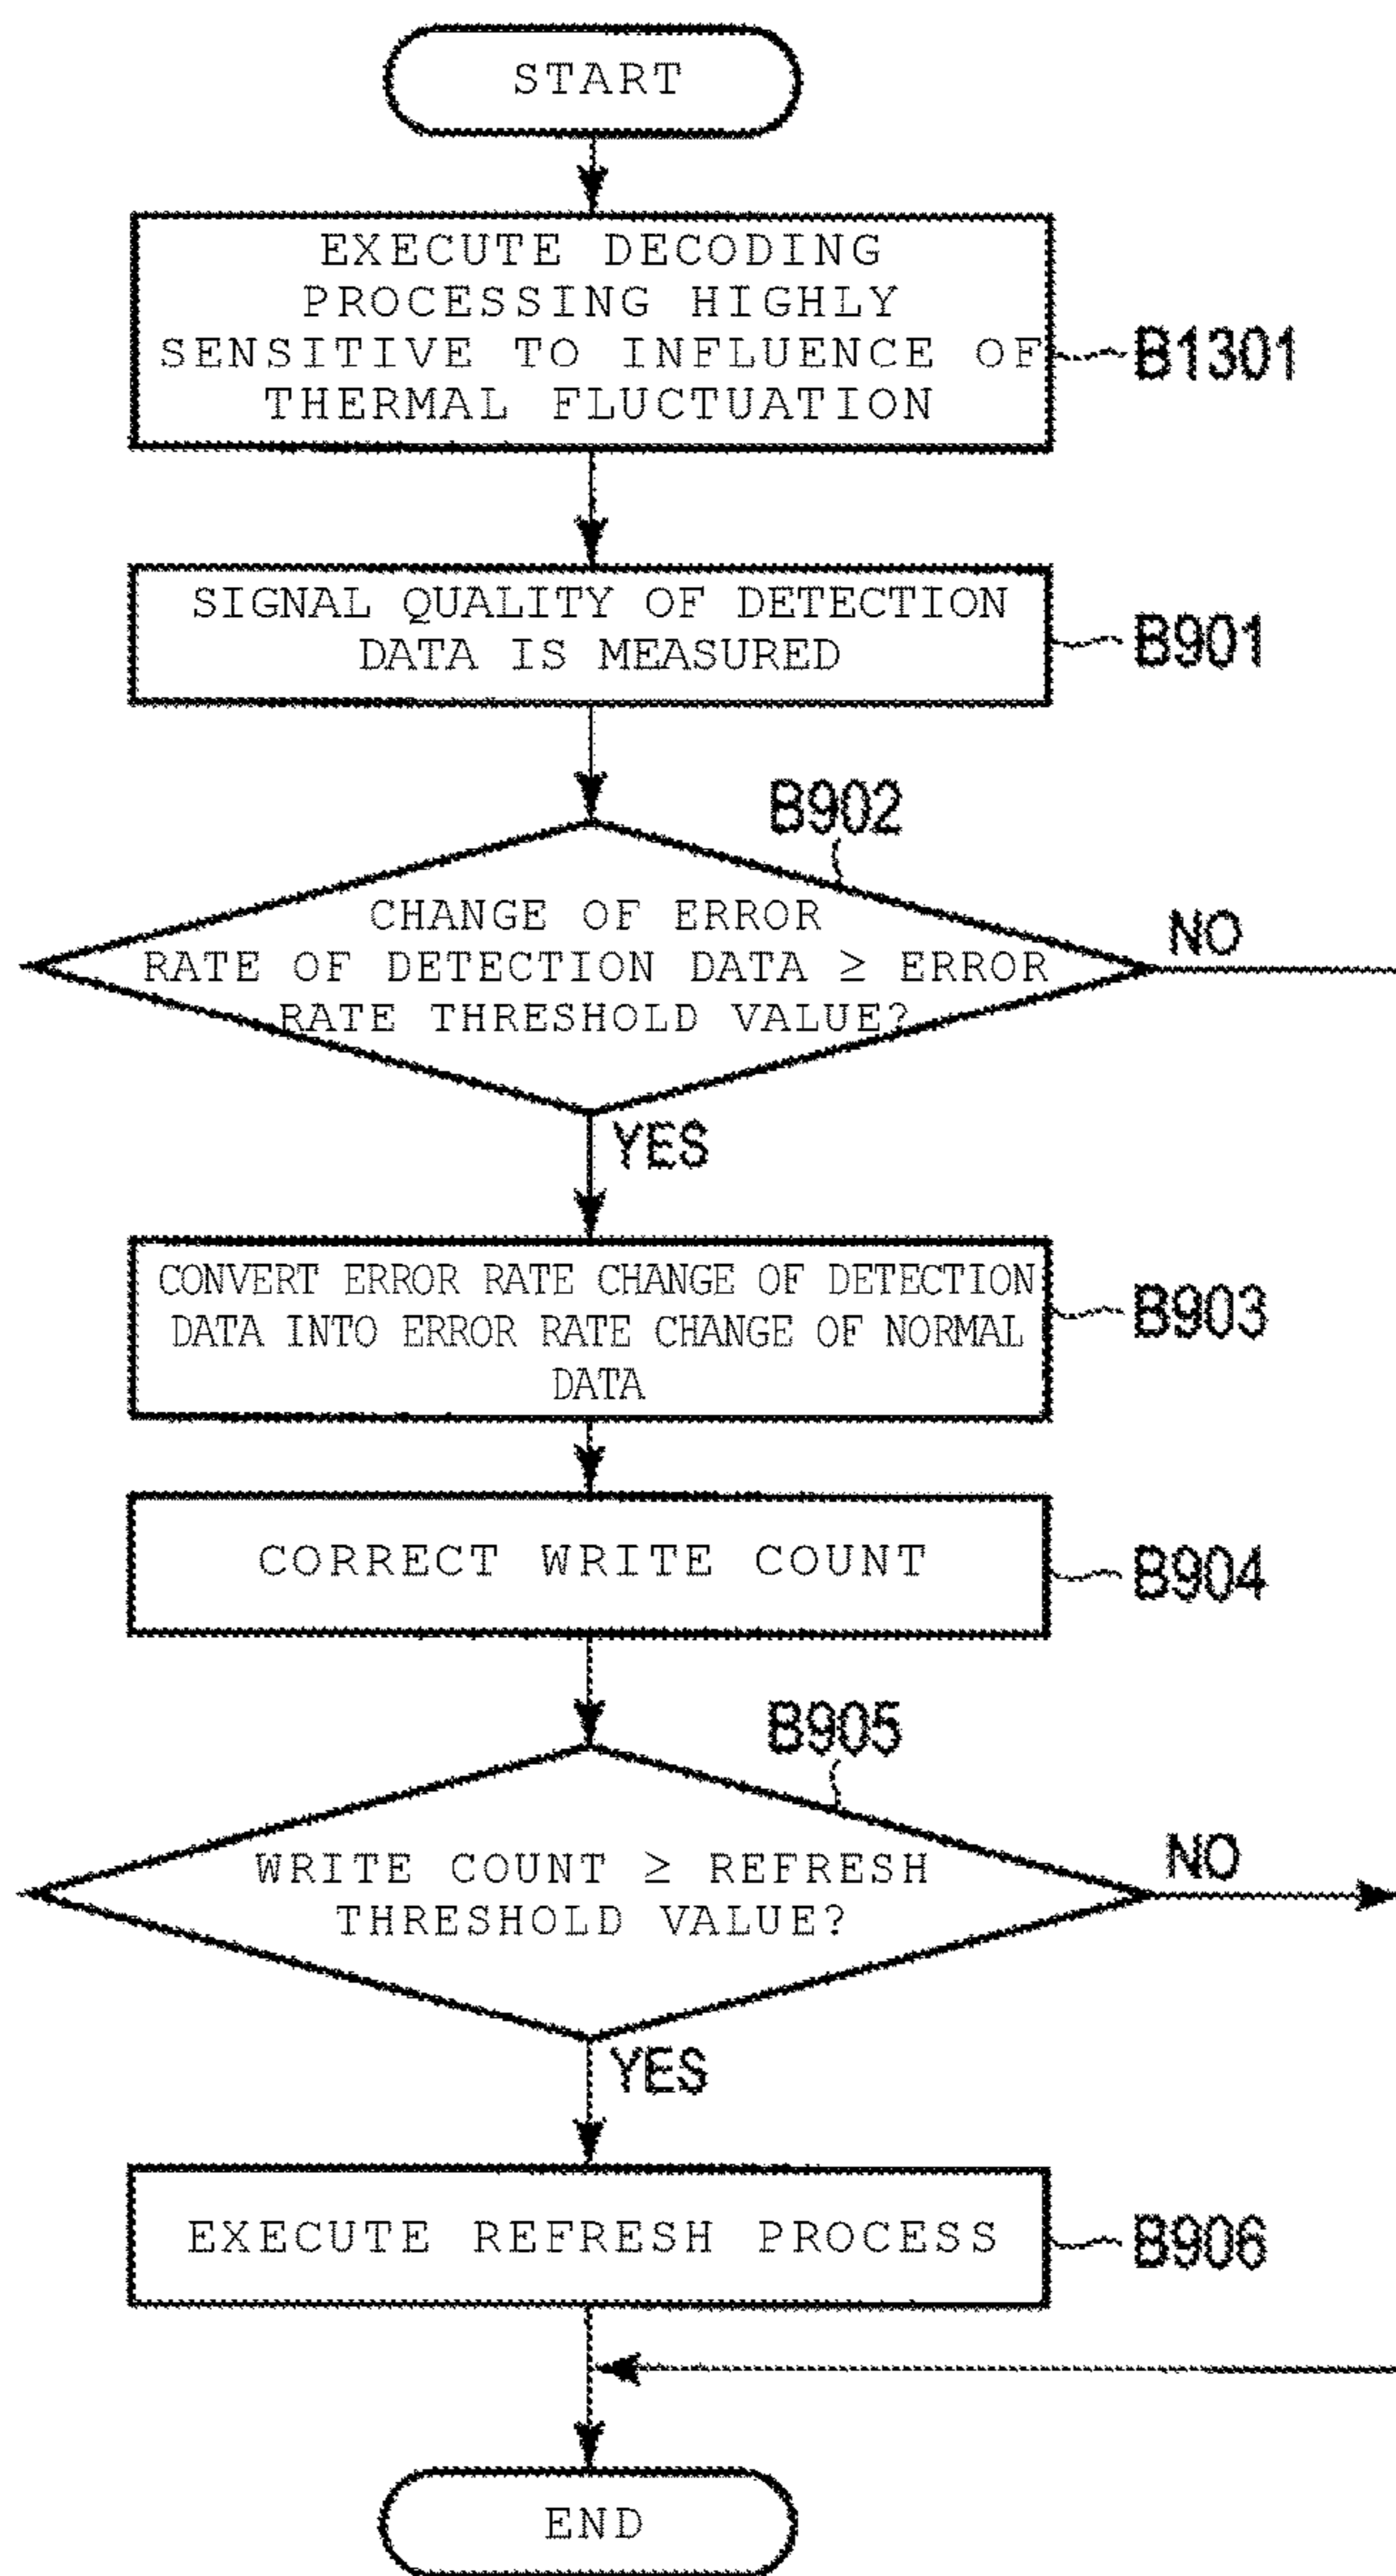 START
EXECUTE DECODING
PROCESSING HIGHLY
SENSITIVE TO INFLUENCE OF
THERMAL FLUCTUATION
B1301
SIGNAL QUALITY OF DETECTION
DATA IS MEASURED
B901
B902
CHANGE OF ERROR
RATE OF DETECTION DATA ≥ ERROR
RATE THRESHOLD VALUE?
NO
YES
CONVERT ERROR RATE CHANGE OF DETECTION
DATA INTO ERROR RATE CHANGE OF NORMAL
DATA
B903
CORRECT WRITE COUNT
B904
B905
WRITE COUNT ≥ REFRESH
THRESHOLD VALUE?
NO
YES
EXECUTE REFRESH PROCESS
B906
END